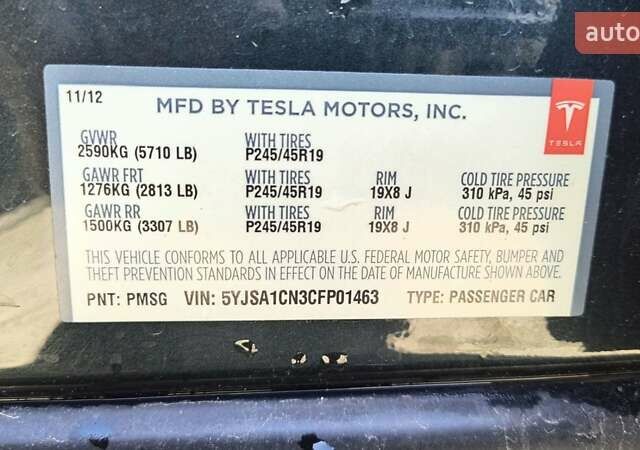 auto
11/12
MFD BY TESLA MOTORS, INC.
TESLA
GVWR WITH TIRES
2590KG (5710 LB) P245/45R19
GAWR FRT WITH TIRES RIM COLD TIRE PRESSURE
1276KG (2813 LB) P245/45R19 19X8 J 310 kPa, 45 psi
GAWR RR WITH TIRES RIM COLD TIRE PRESSURE
1500KG (3307 LB) P245/45R19 19X8 J 310 kPa, 45 psi
THIS VEHICLE CONFORMS TO ALL APPLICABLE U.S. FEDERAL MOTOR SAFETY, BUMPER AND
THEFT PREVENTION STANDARDS IN EFFECT ON THE DATE OF MANUFACTURE SHOWN ABOVE.
PNT: PMSG VIN: 5YJSA1CN3CFP01463 TYPE: PASSENGER CAR